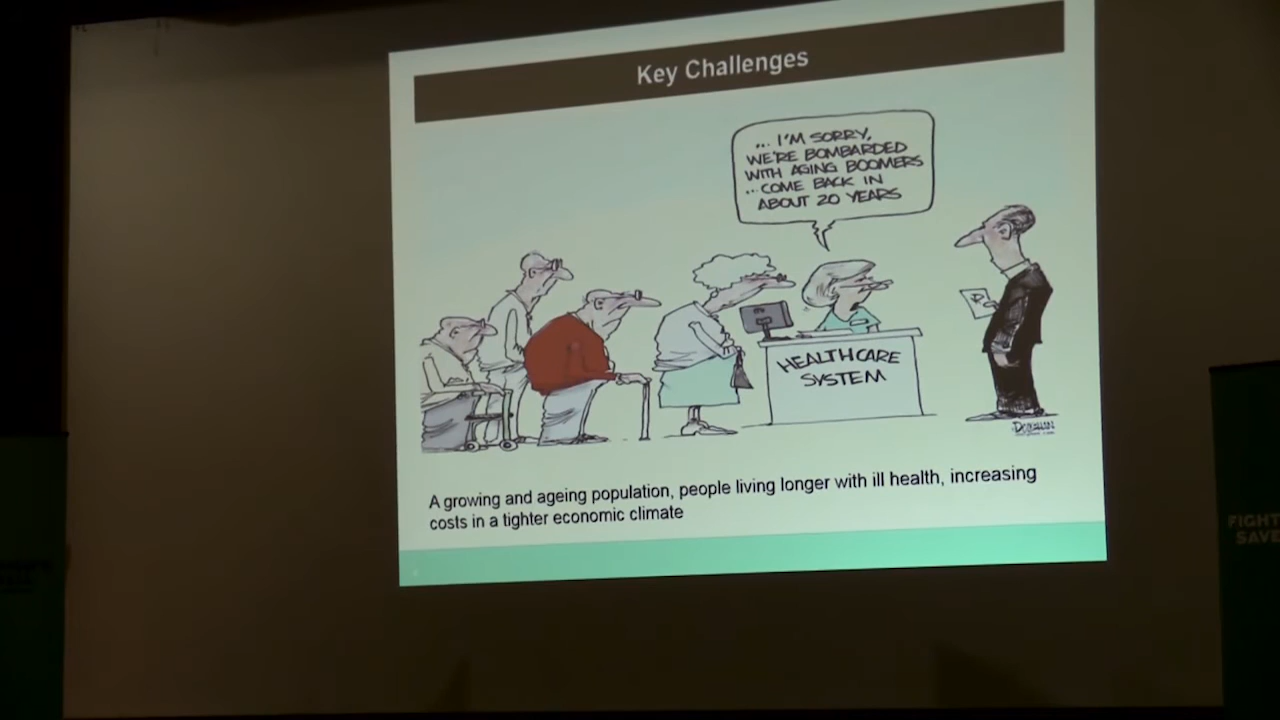 Key Challenges
... I'M SORRY,
WE'RE BOMBARDED
WITH AGING BOOMERS
...COME BACK IN
ABOUT 20 YEARS
HEALTHCARE
SYSTEM
A growing and ageing population, people living longer with ill health, increasing
costs in a tighter economic climate
FIGHT
SAVE